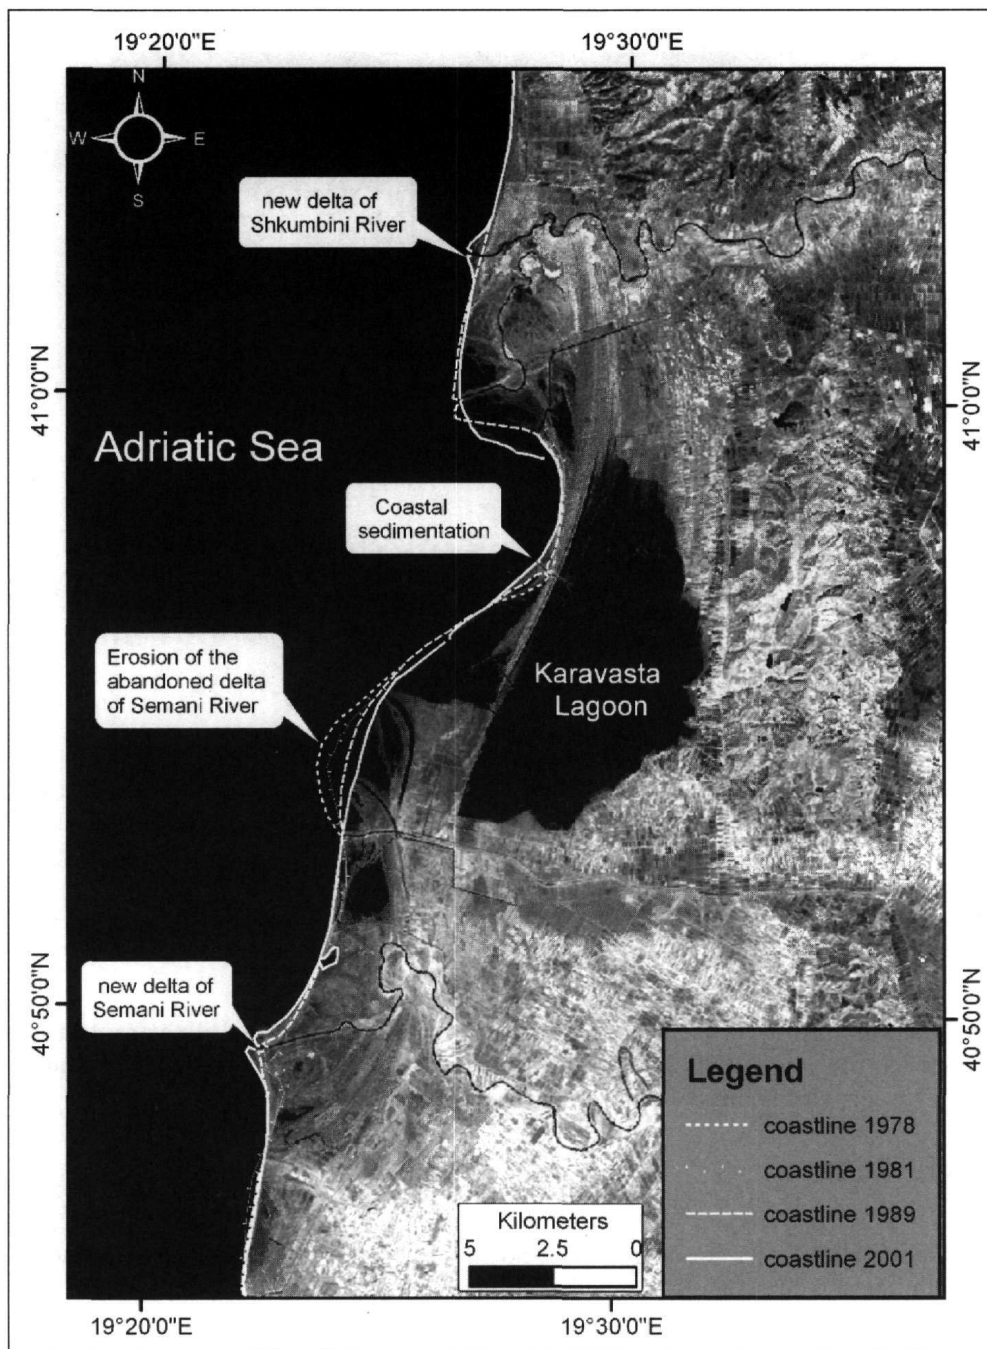 19°20'0"E
19°30'0"E
N
W
E
S
new delta of
Shkumbini River
41°0'0"N
41°0'0"N
Adriatic Sea
Coastal
sedimentation
Erosion of the
abandoned delta
of Semani River
Karavasta
Lagoon
new delta of
Semani River
40°50'0"N
40°50'0"N
Legend
coastline 1978
coastline 1981
coastline 1989
coastline 2001
Kilometers
5 2.5 0
19°20'0"E
19°30'0"E